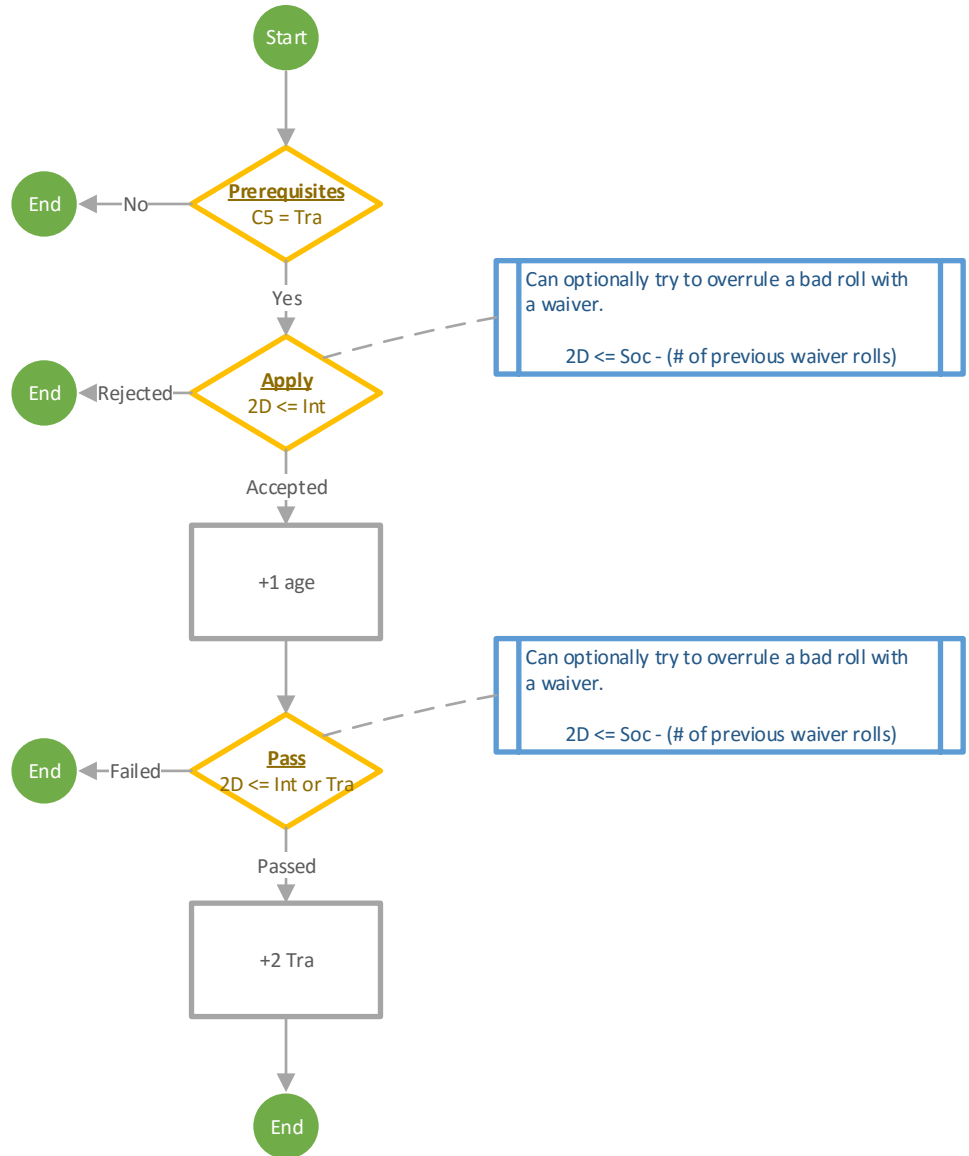 Start
Prerequisites
C5 = Tra
No
End
Yes
Can optionally try to overrule a bad roll with
a waiver.
2D <= Soc - (# of previous waiver rolls)
Apply
2D <= Int
Rejected
End
Accepted
+1 age
Can optionally try to overrule a bad roll with
a waiver.
2D <= Soc - (# of previous waiver rolls)
Pass
2D <= Int or Tra
Failed
End
Passed
+2 Tra
End